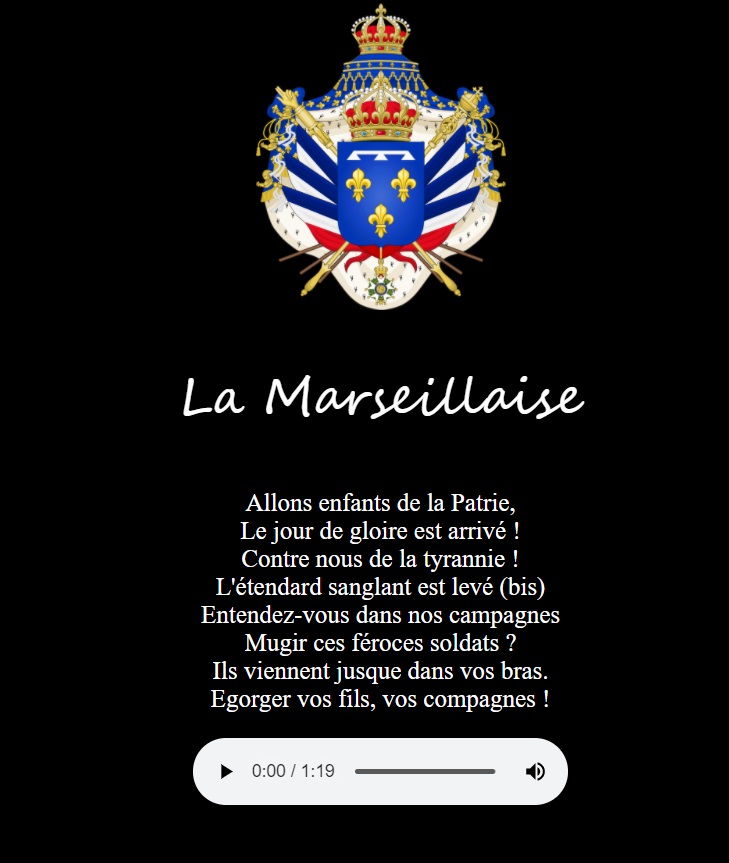 La Marseillaise
Allons enfants de la Patrie,
Le jour de gloire est arrivé !
Contre nous de la tyrannie !
L'étendard sanglant est levé (bis)
Entendez-vous dans nos campagnes
Mugir ces féroces soldats ?
Ils viennent jusque dans vos bras.
Egorger vos fils, vos compagnes !
0:00 / 1:19